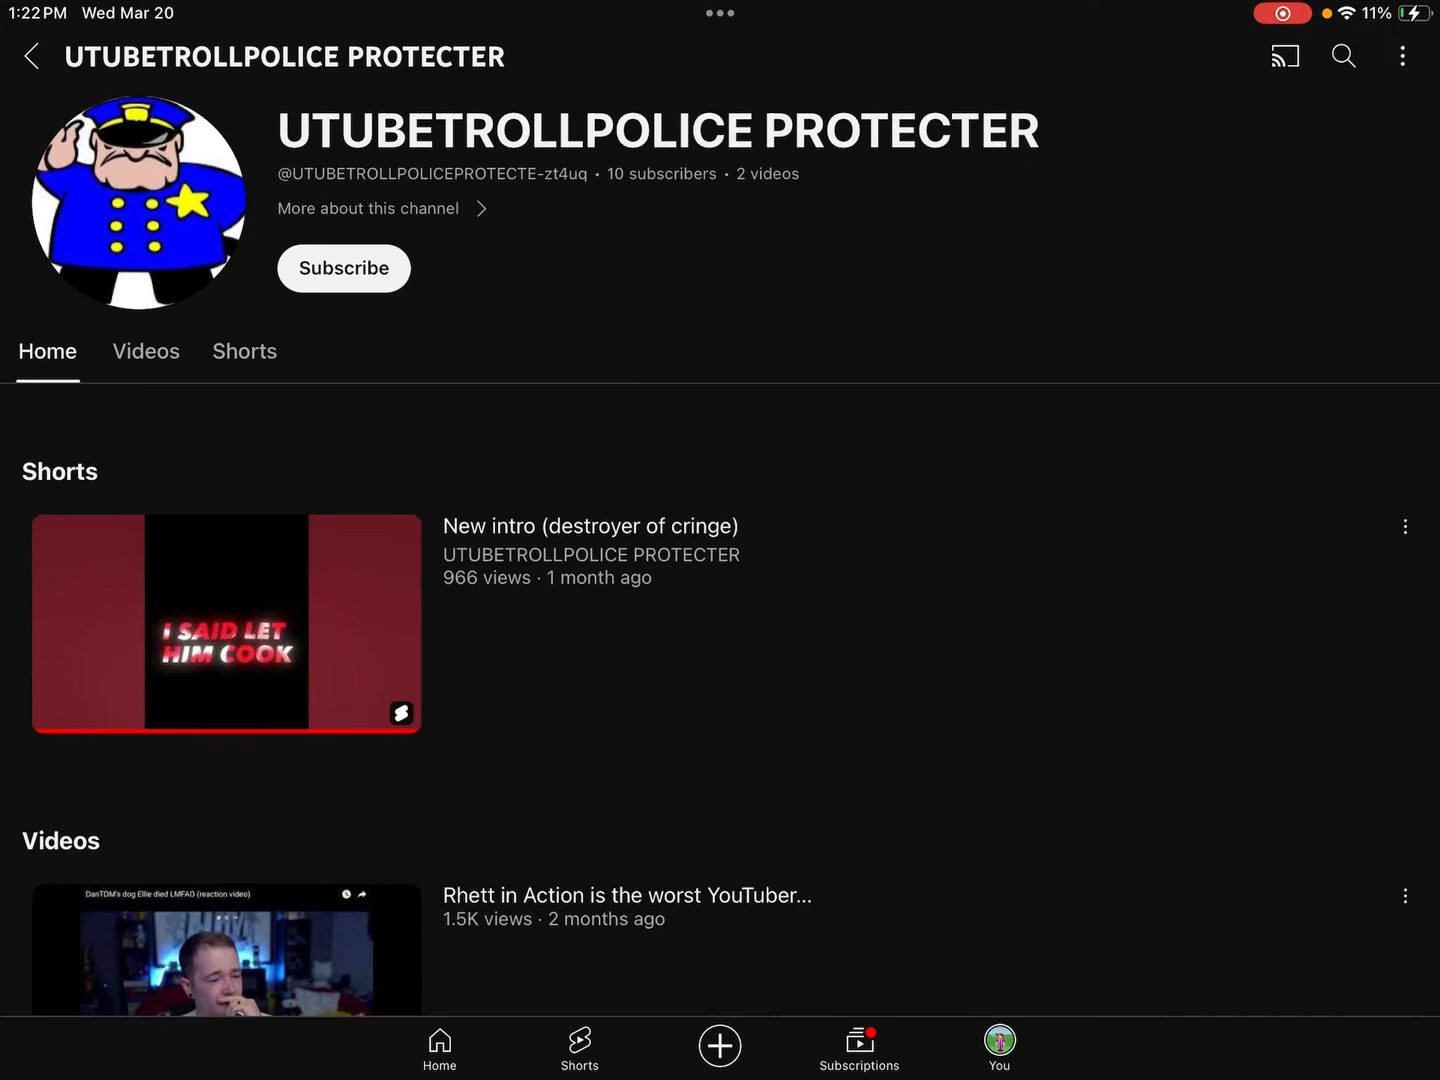 1:22 PM Wed Mar 20
11%
UTUBETROLLPOLICE PROTECTER
UTUBETROLLPOLICE PROTECTER
@UTUBETROLLPOLICEPROTECTE-zt4uq • 10 subscribers • 2 videos
More about this channel
Subscribe
Home Videos Shorts
Shorts
I SAID LET
HIM COOK
New intro (destroyer of cringe)
UTUBETROLLPOLICE PROTECTER
966 views · 1 month ago
Videos
DanTDM's dog Ellie died LMFAO (reaction video)
Rhett in Action is the worst YouTuber...
1.5K views · 2 months ago
Home Shorts Subscriptions You